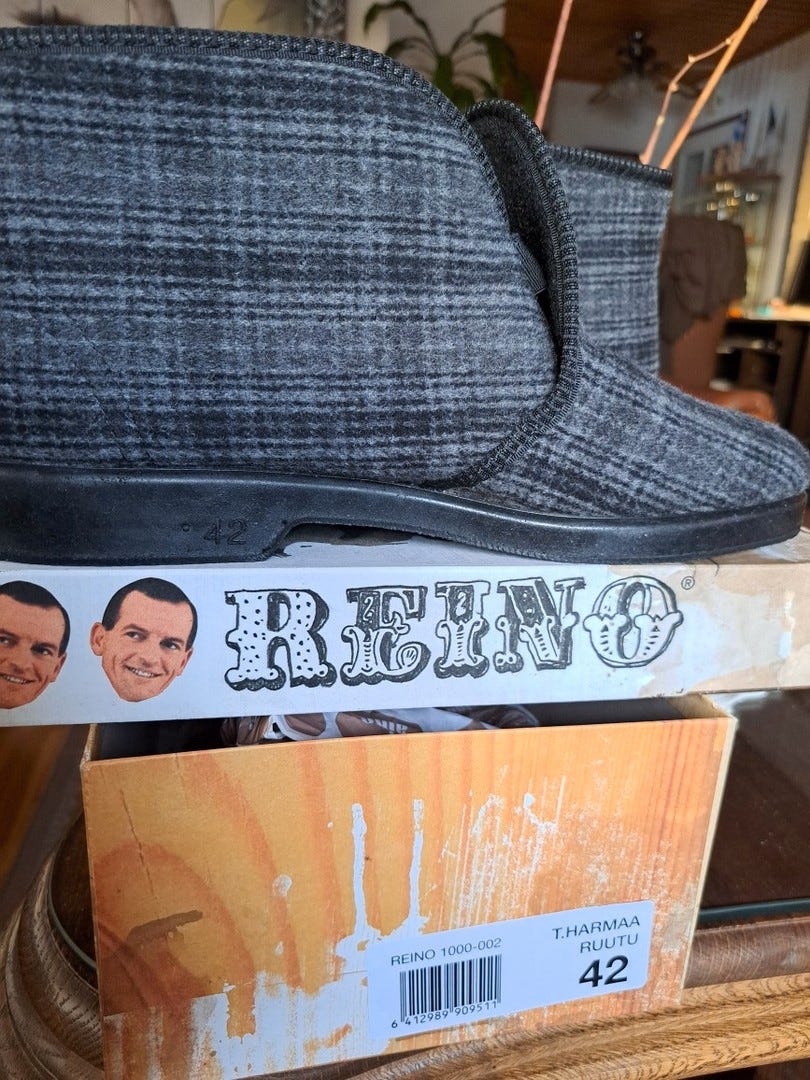 42
REINO®
REINO 1000-002
T.HARMAA
RUUTU
42
6 412989 909511